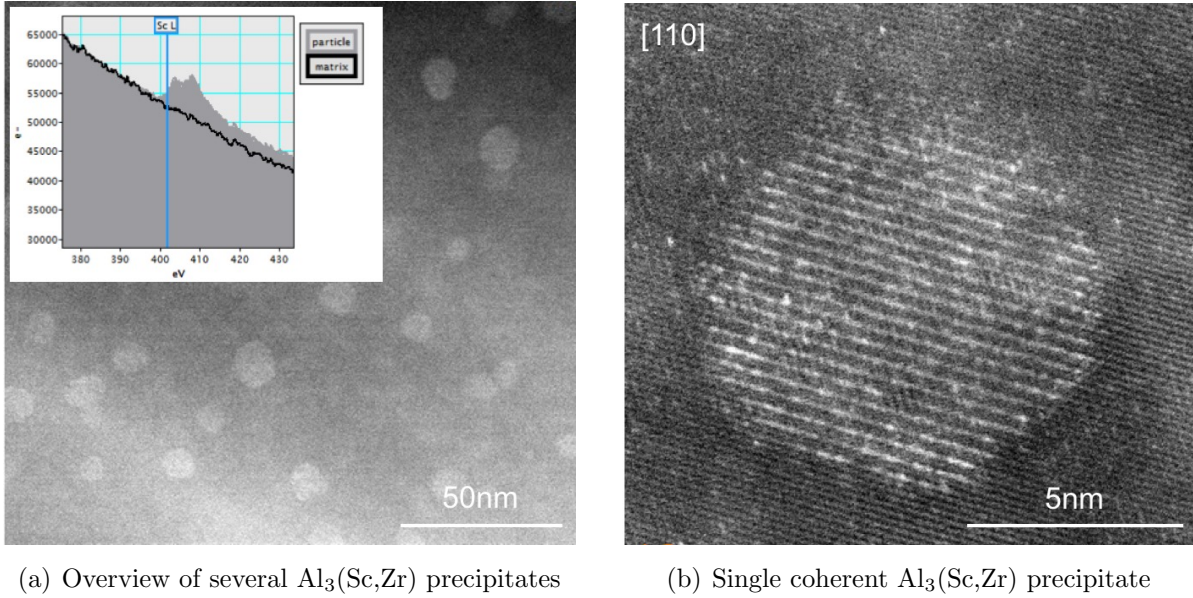 Sc L
65000
60000
55000
50000
45000
40000
35000
30000
e-
380 390 400 410 420 430
eV
particle
matrix
50nm
[110]
5nm
(a) Overview of several Al₃(Sc,Zr) precipitates
(b) Single coherent Al₃(Sc,Zr) precipitate